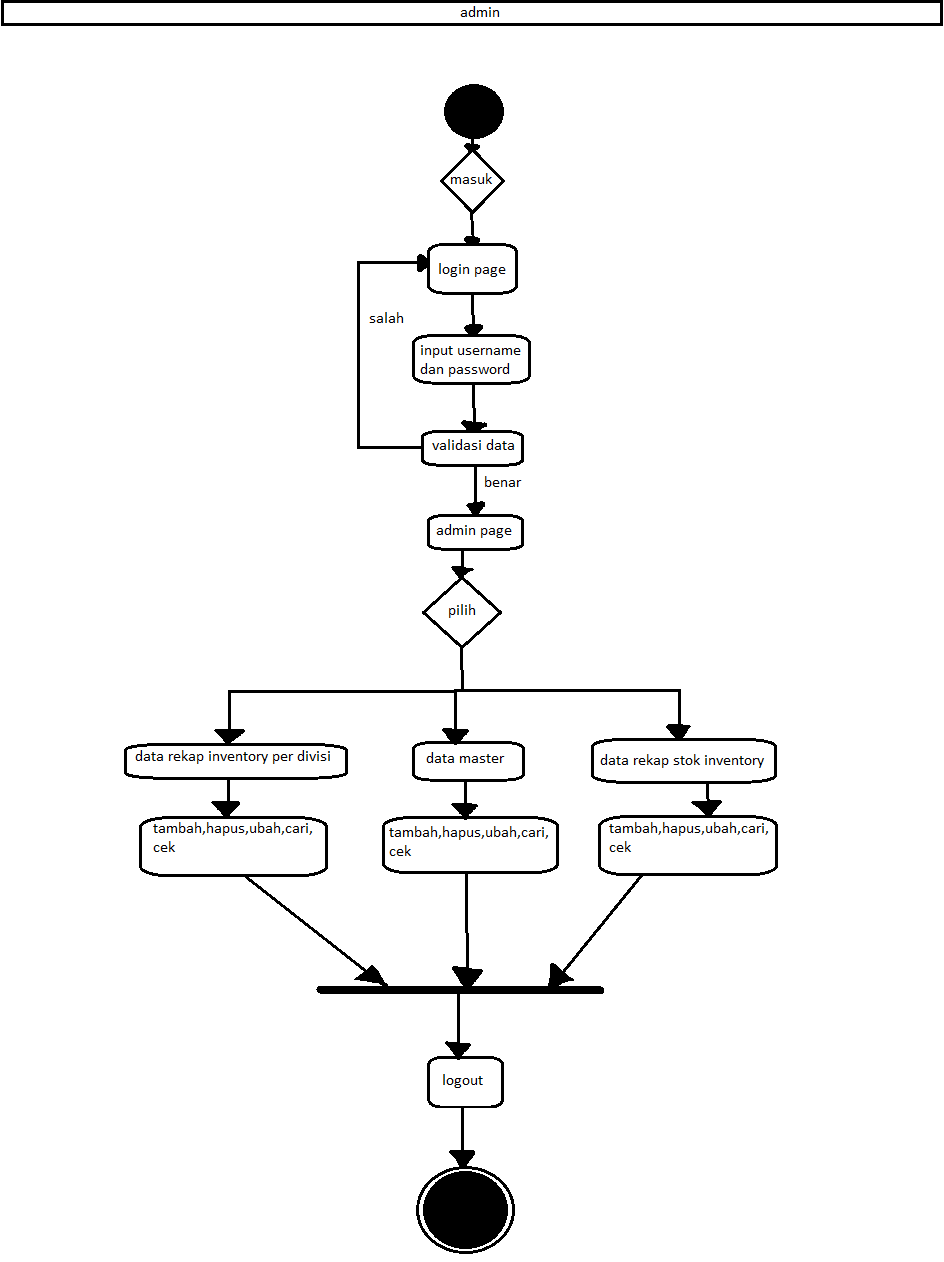 admin
masuk
login page
salah
input username
dan password
validasi data
benar
admin page
pilih
data rekap inventory per divisi
data master
data rekap stok inventory
tambah,hapus,ubah,cari,
cek
tambah,hapus,ubah,cari,
cek
tambah,hapus,ubah,cari,
cek
logout